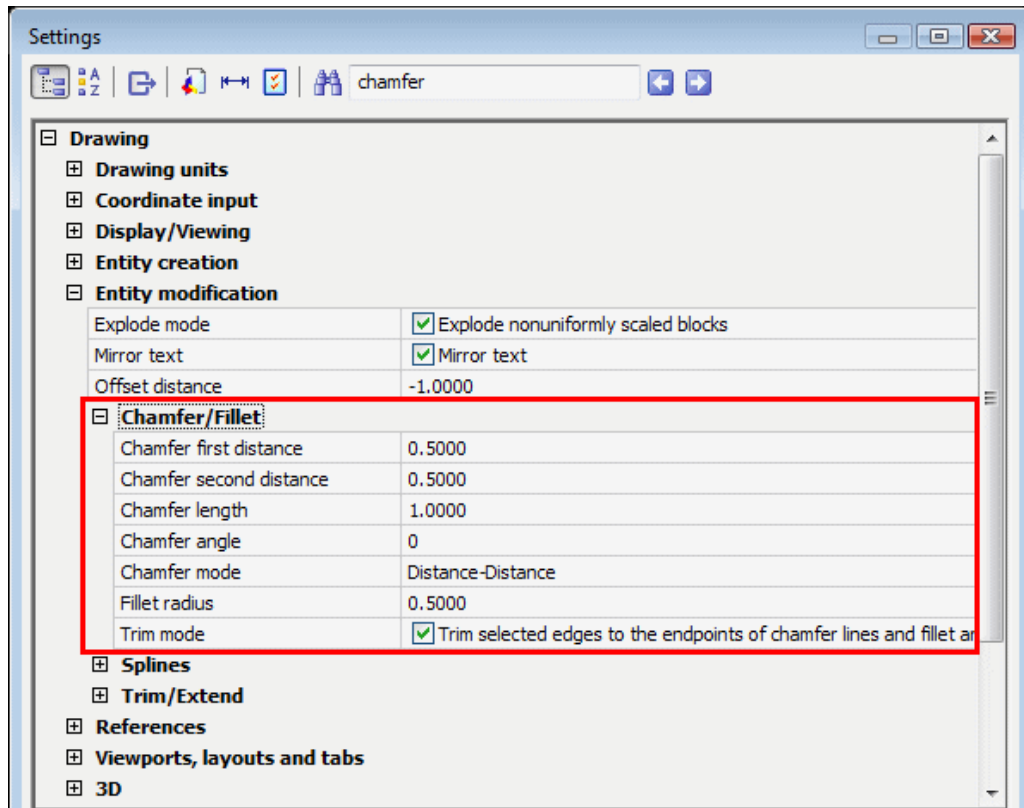 Settings
A Z chamfer
Drawing
Drawing units
Coordinate input
Display/Viewing
Entity creation
Entity modification
Explode mode Explode nonuniformly scaled blocks
Mirror text Mirror text
Offset distance -1.0000
Chamfer/Fillet
Chamfer first distance 0.5000
Chamfer second distance 0.5000
Chamfer length 1.0000
Chamfer angle 0
Chamfer mode Distance-Distance
Fillet radius 0.5000
Trim mode Trim selected edges to the endpoints of chamfer lines and fillet ar
Splines
Trim/Extend
References
Viewports, layouts and tabs
3D